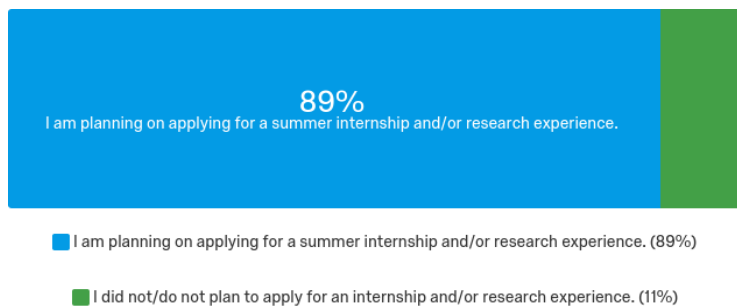 89%
I am planning on applying for a summer internship and/or research experience.
I am planning on applying for a summer internship and/or research experience. (89%)
I did not/do not plan to apply for an internship and/or research experience. (11%)